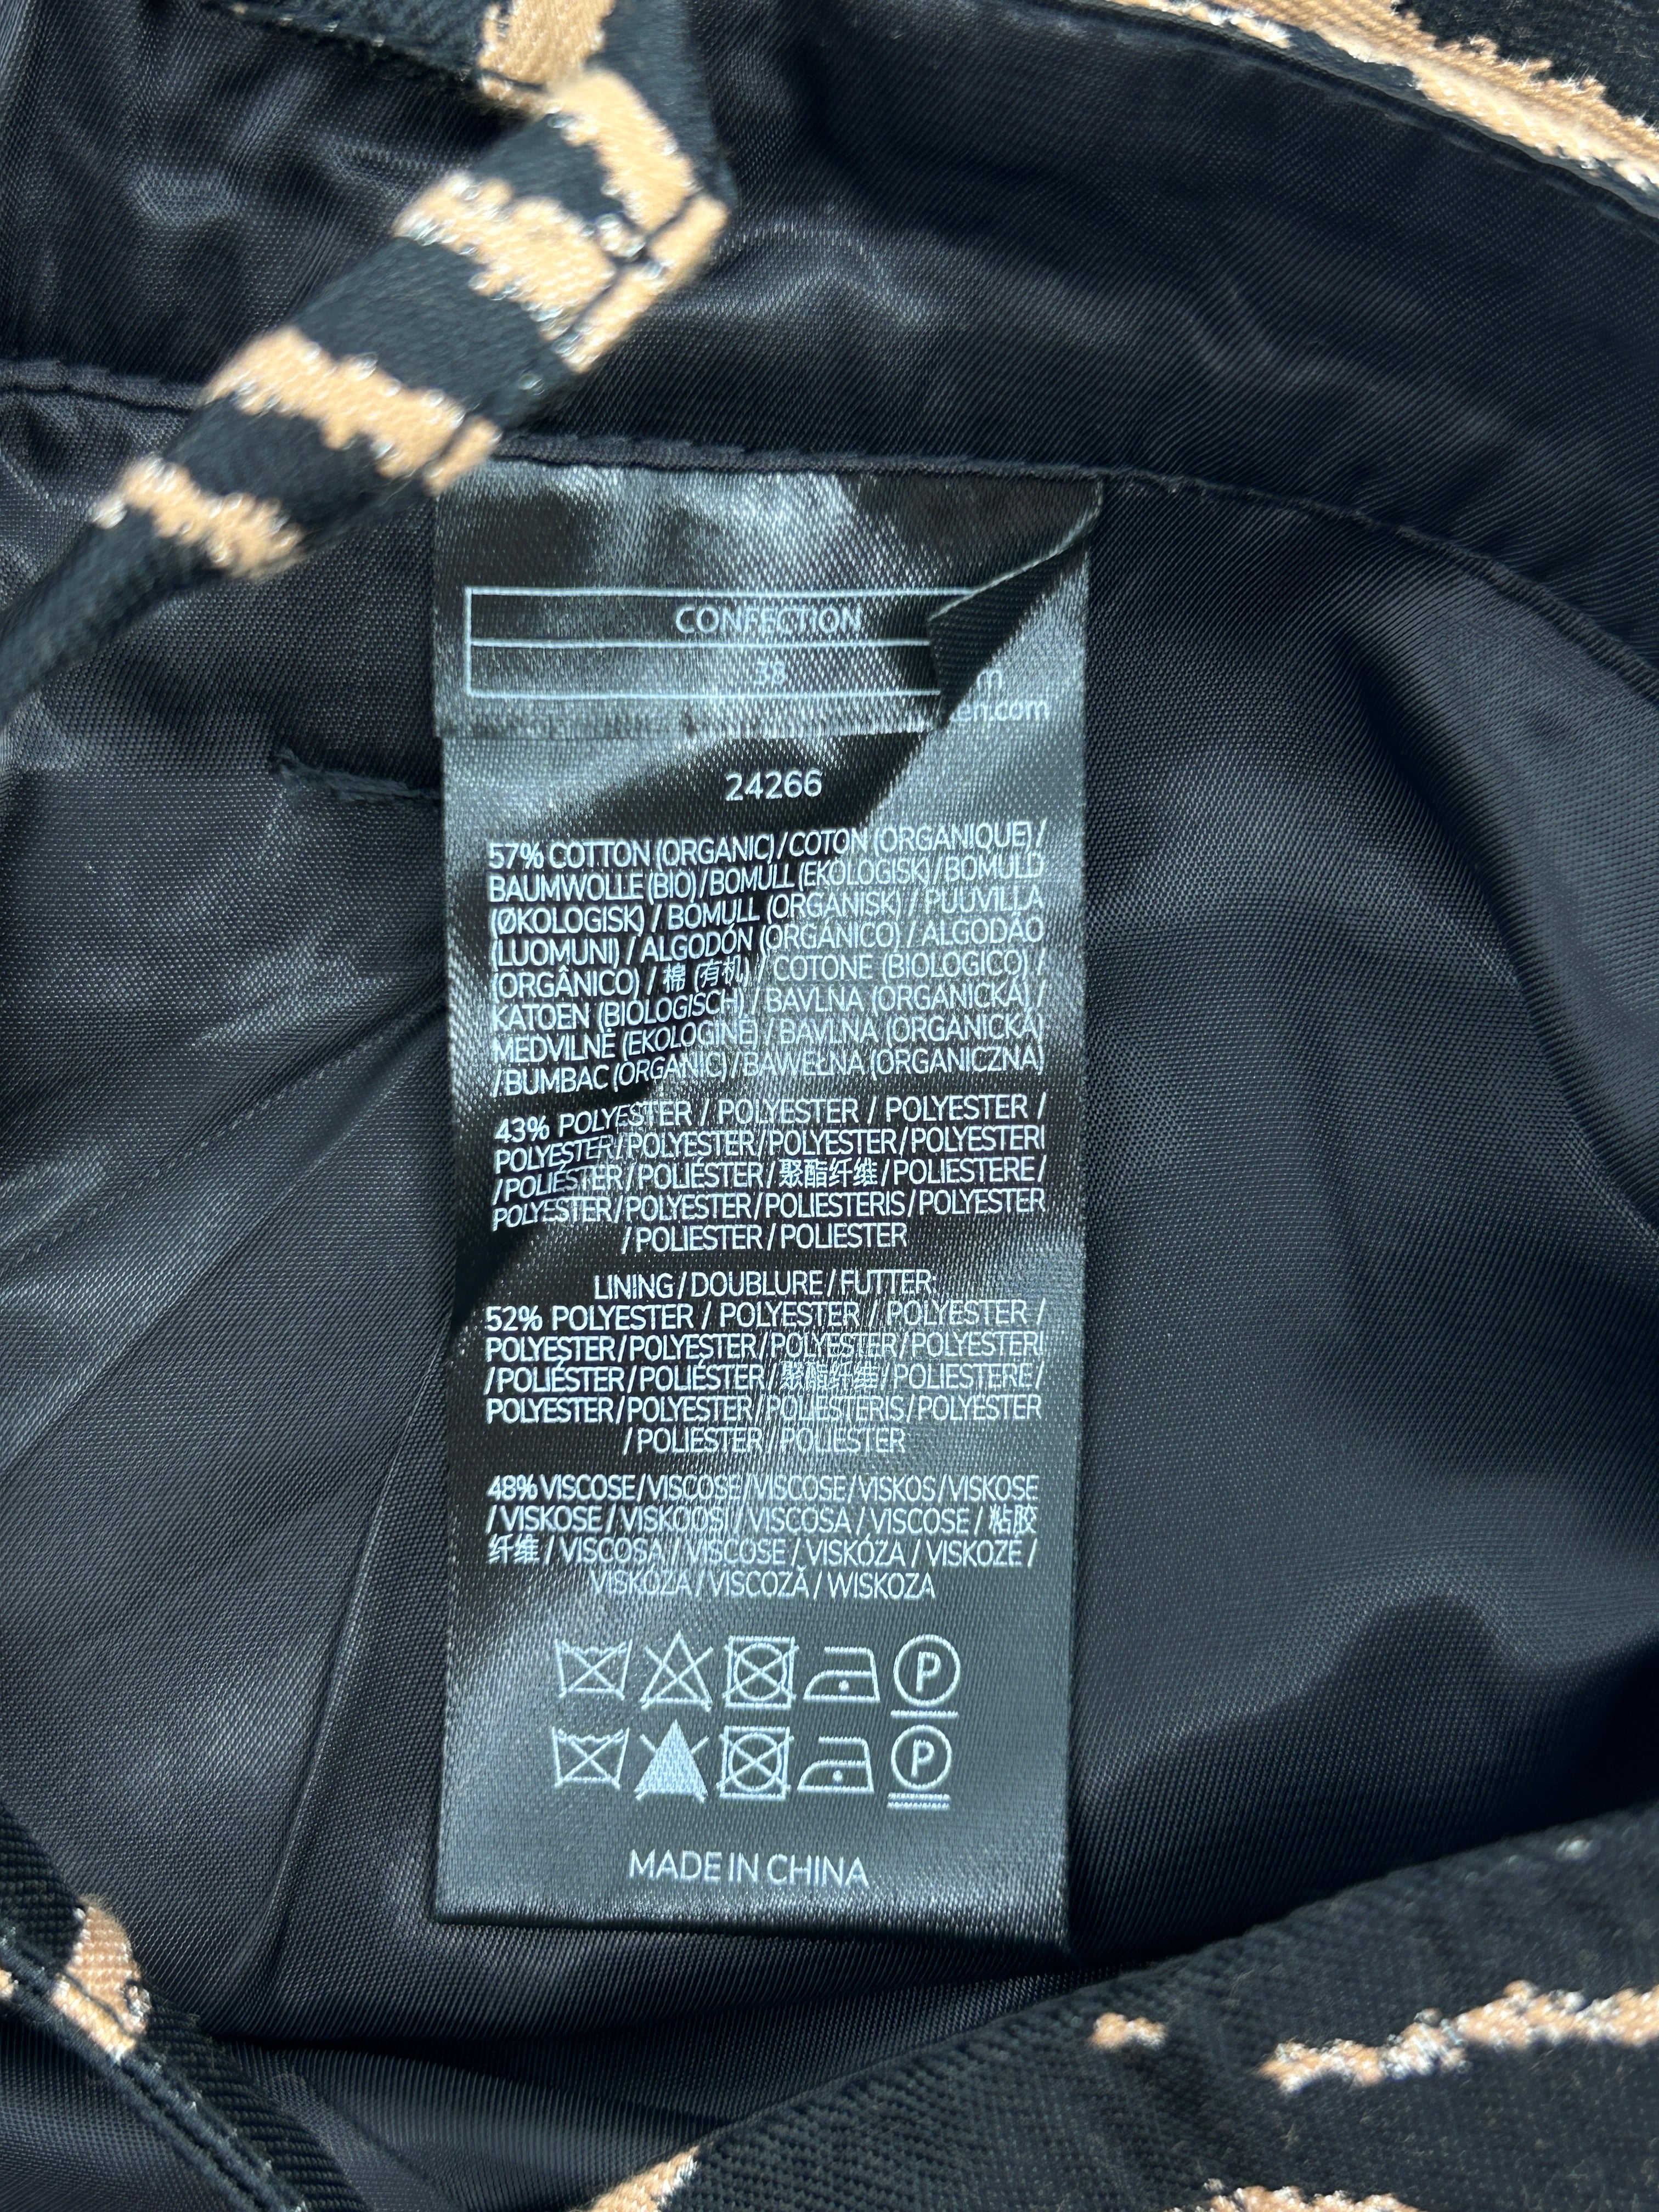 CONFECTION
38
en.com
24266
57% COTTON (ORGANIC) / COTON (ORGANIQUE) /
BAUMWOLLE (BIO) / BOMULL (EKOLOGISK) / BOMULD
(ØKOLOGISK) / BOMULL (ORGANISK) / PUUVILLA
(LUOMUNI) / ALGODÓN (ORGÁNICO) / ALGODÃO
(ORGÂNICO) / 棉 (有机) / COTONE (BIOLOGICO) /
KATOEN (BIOLOGISCH) / BAVLNA (ORGANICKÁ) /
MEDVILNĖ (EKOLOGINĖ) / BAVLNA (ORGANICKÁ)
/ BUMBAC (ORGANIC) / BAWEŁNA (ORGANICZNA)
43% POLYESTER / POLYESTER / POLYESTER /
POLYESTER / POLYESTER / POLYESTER / POLYESTERI
/ POLIÉSTER / POLIÉSTER / 聚酯纤维 / POLIESTERE /
POLYESTER / POLYESTER / POLIESTERIS / POLYESTER
/ POLIESTER / POLIESTER
LINING / DOUBLURE / FUTTER:
52% POLYESTER / POLYESTER / POLYESTER /
POLYESTER / POLYESTER / POLYESTER / POLYESTERI
/ POLIÉSTER / POLIÉSTER / 聚酯纤维 / POLIESTERE /
POLYESTER / POLYESTER / POLIESTERIS / POLYESTER
/ POLIESTER / POLIESTER
48% VISCOSE / VISCOSE / VISCOSE / VISKOS / VISKOSE
/ VISKOSE / VISKOOSI / VISCOSA / VISCOSE / 粘胶
纤维 / VISCOSA / VISCOSE / VISKÓZA / VISKOZĖ /
VISKÓZA / VISCOZĂ / WISKOZA
P
P
MADE IN CHINA